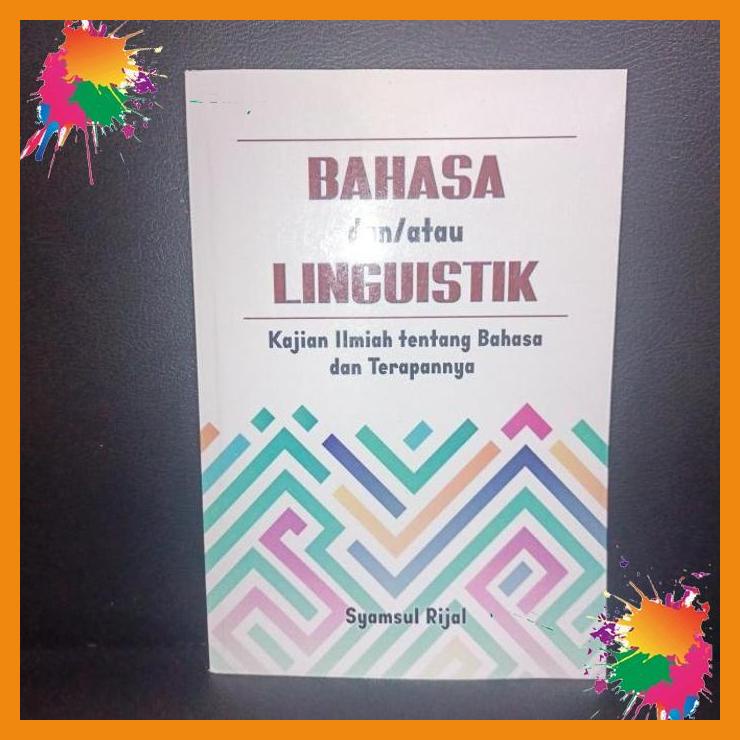 BAHASA
dan/atau
LINGUISTIK
Kajian Ilmiah tentang Bahasa
dan Terapannya
Syamsul Rijal